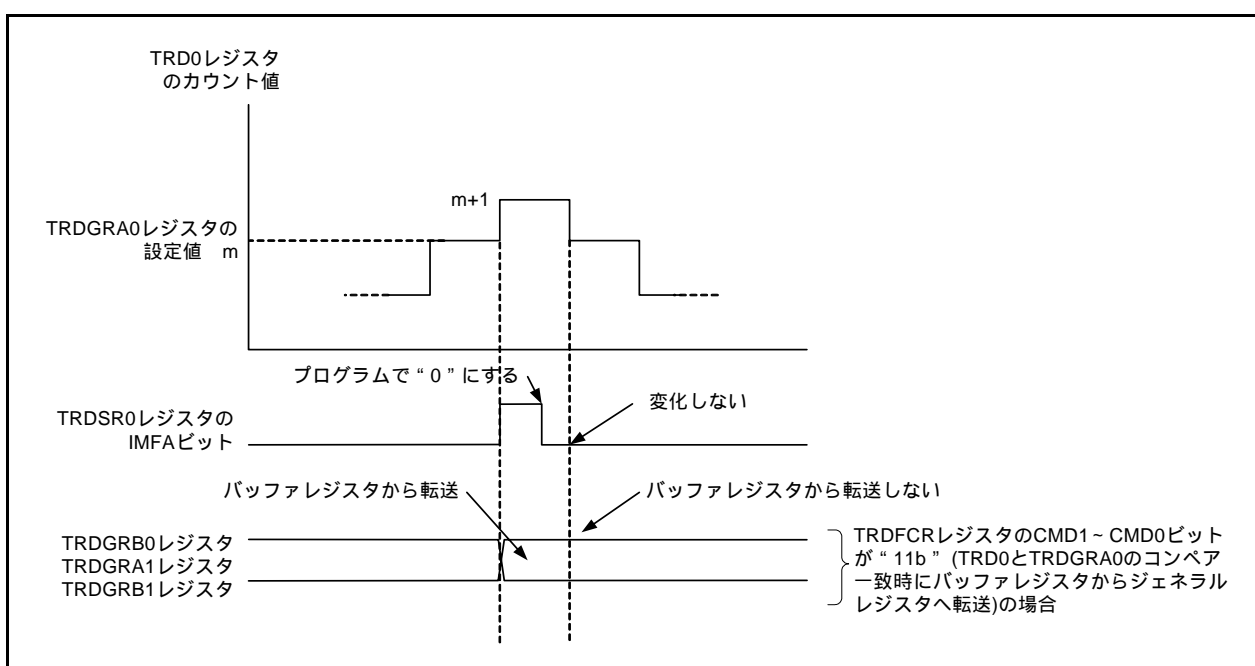 TRD0レジスタ
のカウント値
m+1
TRDGRA0レジスタの
設定値 m
プログラムで“0”にする
変化しない
TRDSR0レジスタの
IMFAビット
バッファレジスタから転送
バッファレジスタから転送しない
TRDGRB0レジスタ
TRDGRA1レジスタ
TRDGRB1レジスタ
TRDFCRレジスタのCMD1~CMD0ビット
が“11b”(TRD0とTRDGRA0のコンペア
一致時にバッファレジスタからジェネラル
レジスタへ転送)の場合